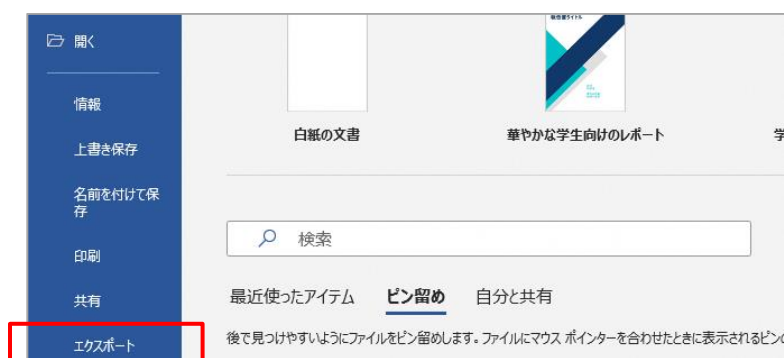 開く
情報
上書き保存
名前を付けて保
存
印刷
共有
エクスポート
白紙の文書
華やかな学生向けのレポート
学
検索
最近使ったアイテム ピン留め 自分と共有
後で見つけやすいようにファイルをピン留めします。ファイルにマウス ポインターを合わせたときに表示されるピン